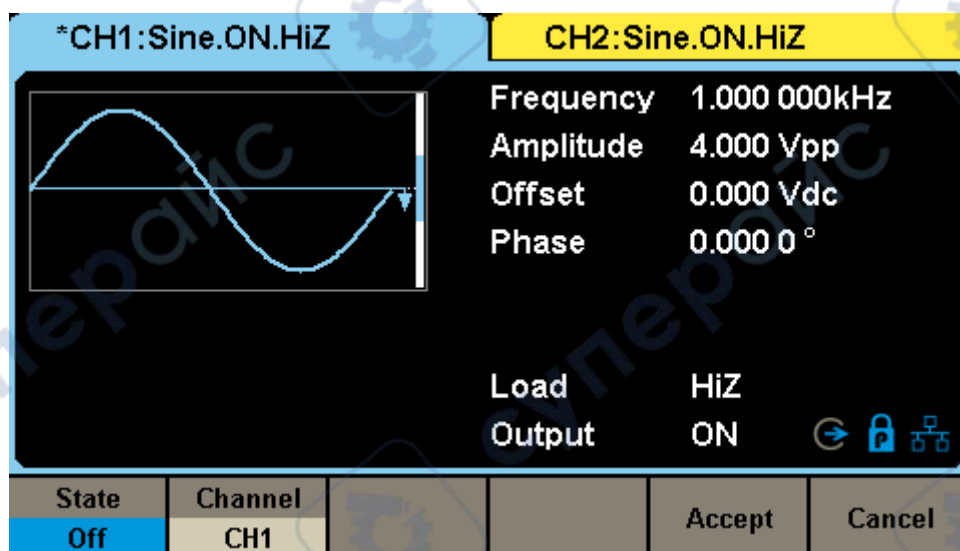 *CH1:Sine.ON.HiZ
CH2:Sine.ON.HiZ
Frequency 1.000 000kHz
Amplitude 4.000 Vpp
Offset 0.000 Vdc
Phase 0.000 0 °
Load HiZ
Output ON
State Channel Accept Cancel
Off CH1
суперайс